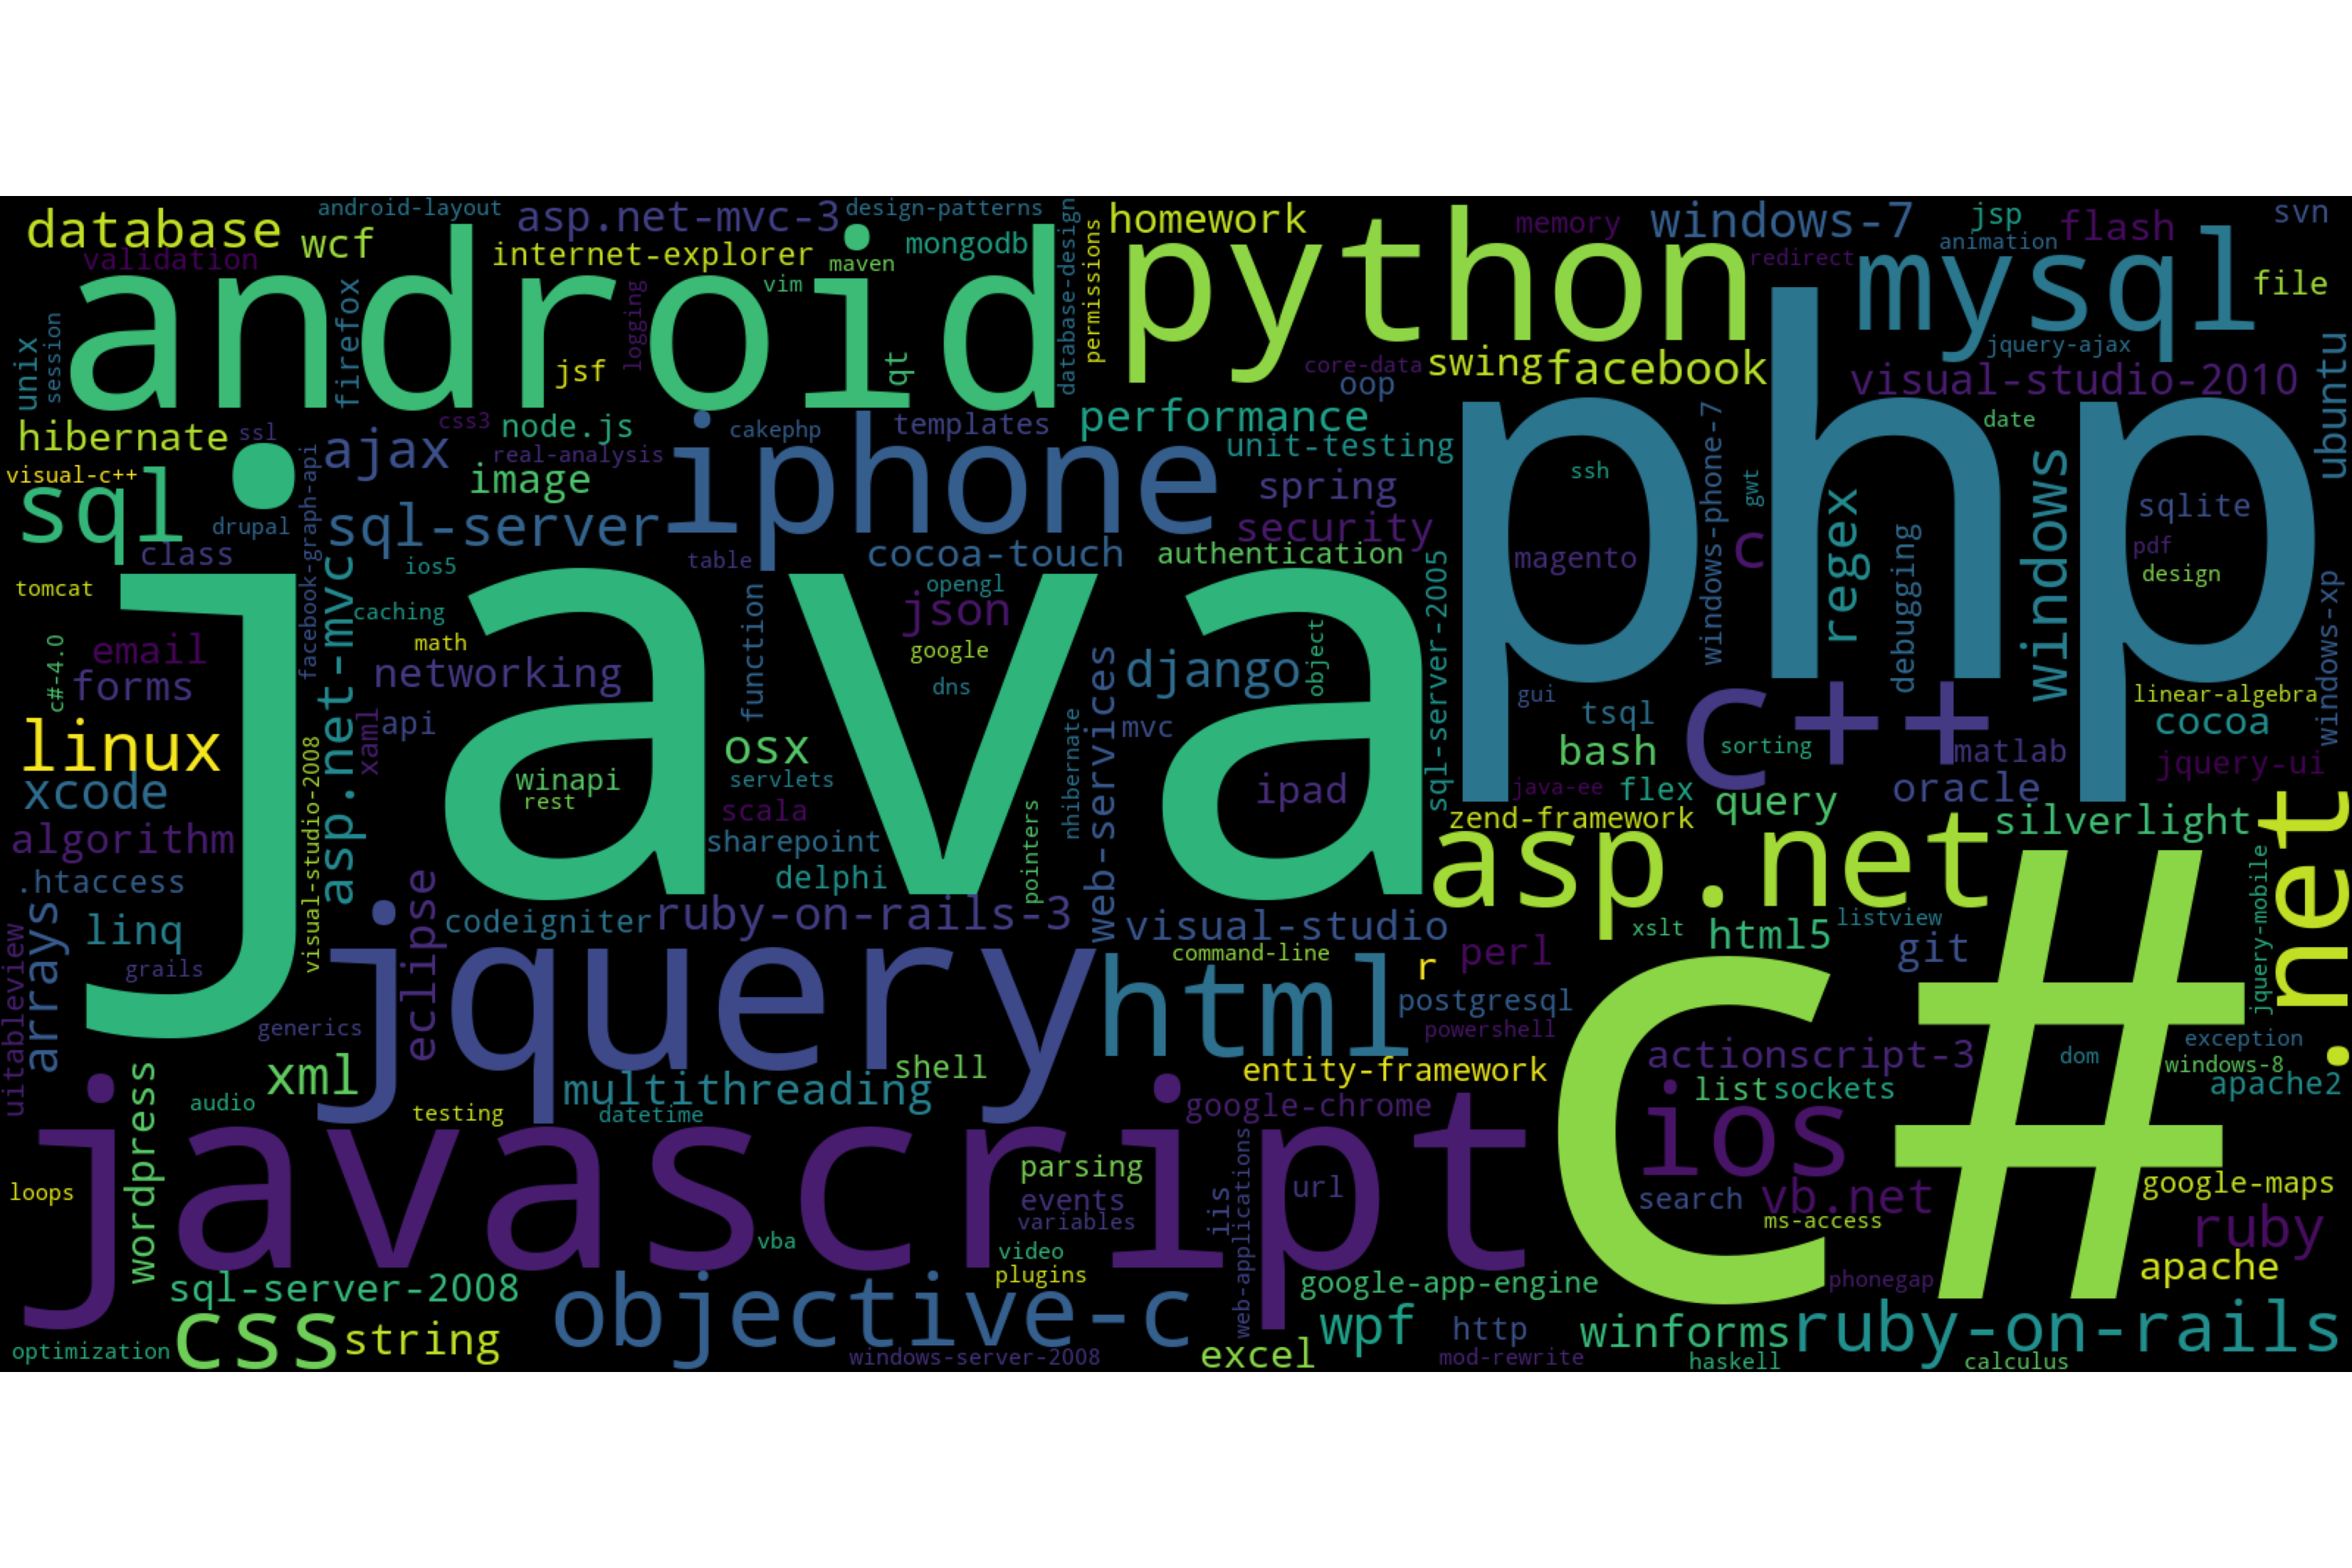 database
android-layout
asp.net-mvc-3
design-patterns
homework
memory
windows-7
jsp
flash
svn
validation
wcf
internet-explorer
maven
mongodb
database-design
permissions
python
redirect
animation
mysql
file
android
firefox
vim
logging
unix
session
jsf
qt
core-data
oop
swing
facebook
jquery-ajax
visual-studio-2010
ubuntu
hibernate
ssl
ajax
css3
node.js
real-analysis
cakephp
templates
performance
unit-testing
date
visual-c++
sql
drupal
facebook-graph-api
image
iphone
spring
security
php
ssh
windows-phone-7
gwt
regex
windows
sqlite
class
sql-server
ios5
table
cocoa-touch
authentication
magento
c
debugging
pdf
design
tomcat
java
asp.net-mvc
caching
math
function
opengl
json
google
object
sql-server-2005
windows-xp
c#-4.0
email
forms
networking
dns
django
gui
tsql
c++
linear-algebra
linux
xaml
api
osx
web-services
mvc
bash
sorting
matlab
cocoa
xcode
visual-studio-2008
winapi
rest
servlets
nhibernate
ipad
java-ee
flex
query
oracle
jquery-ui
algorithm
scala
sharepoint
pointers
zend-framework
silverlight
.net
.htaccess
delphi
asp.net
arrays
linq
eclipse
codeigniter
ruby-on-rails-3
visual-studio
xslt
html5
listview
jquery-mobile
uitableview
grails
jquery
command-line
html
r
perl
git
c#
postgresql
generics
powershell
exception
xml
shell
entity-framework
actionscript-3
dom
windows-8
wordpress
audio
testing
multithreading
datetime
google-chrome
list
sockets
apache2
javascript
ios
loops
parsing
events
variables
iis
web-applications
url
search
vb.net
google-maps
ms-access
ruby
vba
video
plugins
apache
sql-server-2008
objective-c
google-app-engine
phonegap
optimization
css
string
windows-server-2008
excel
wpf
http
mod-rewrite
winforms
haskell
ruby-on-rails
calculus